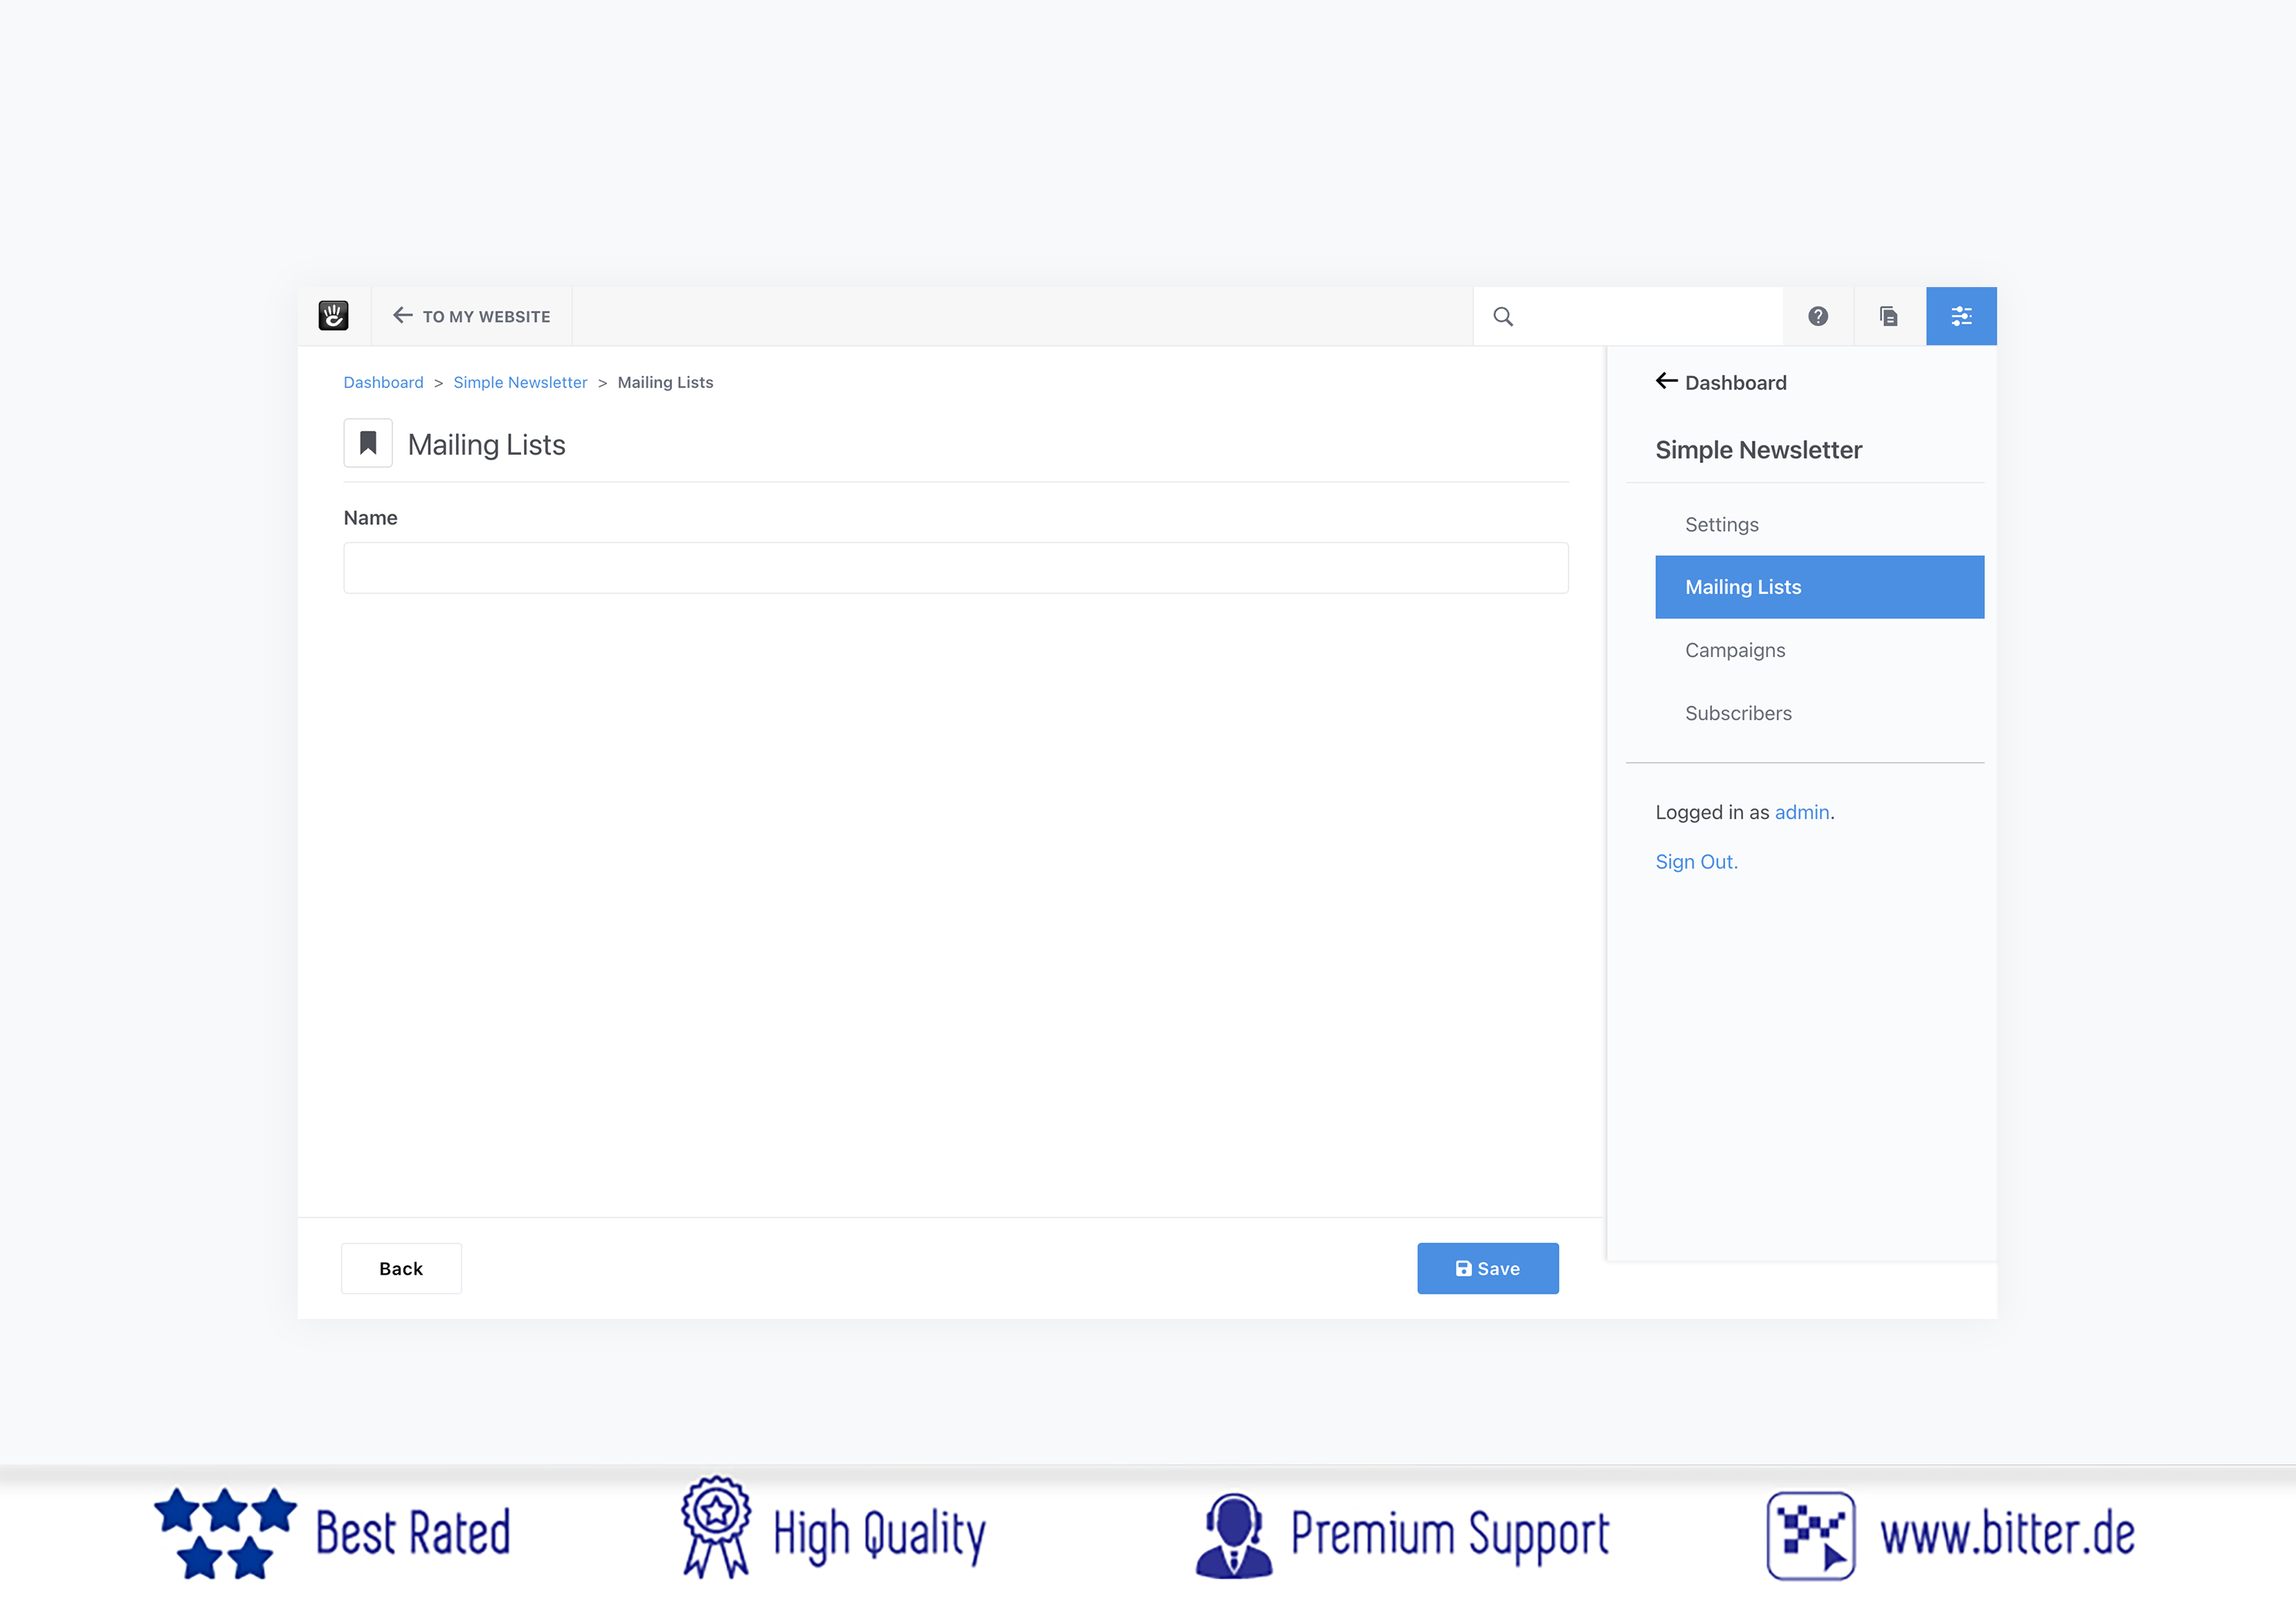 TO MY WEBSITE
Dashboard > Simple Newsletter > Mailing Lists
Mailing Lists
Name
Back
Save
Dashboard
Simple Newsletter
Settings
Mailing Lists
Campaigns
Subscribers
Logged in as admin.
Sign Out.
Best Rated
High Quality
Premium Support
www.bitter.de